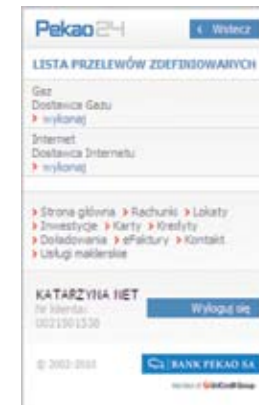 Pekao24
Wstecz
LISTA PRZELEWÓW ZDEFINIOWANYCH
Gaz
Dostawca Gazu
wykonaj
Internet
Dostawca Internetu
wykonaj
Strona główna Rachunki Lokaty
Inwestycje Karty Kredyty
Doładowania eFaktury Kontakt
Usługi maklerskie
KATARZYNA NET
Nr klienta:
Wyloguj się
BANK PEKAO SA
Member of UniCredit Group